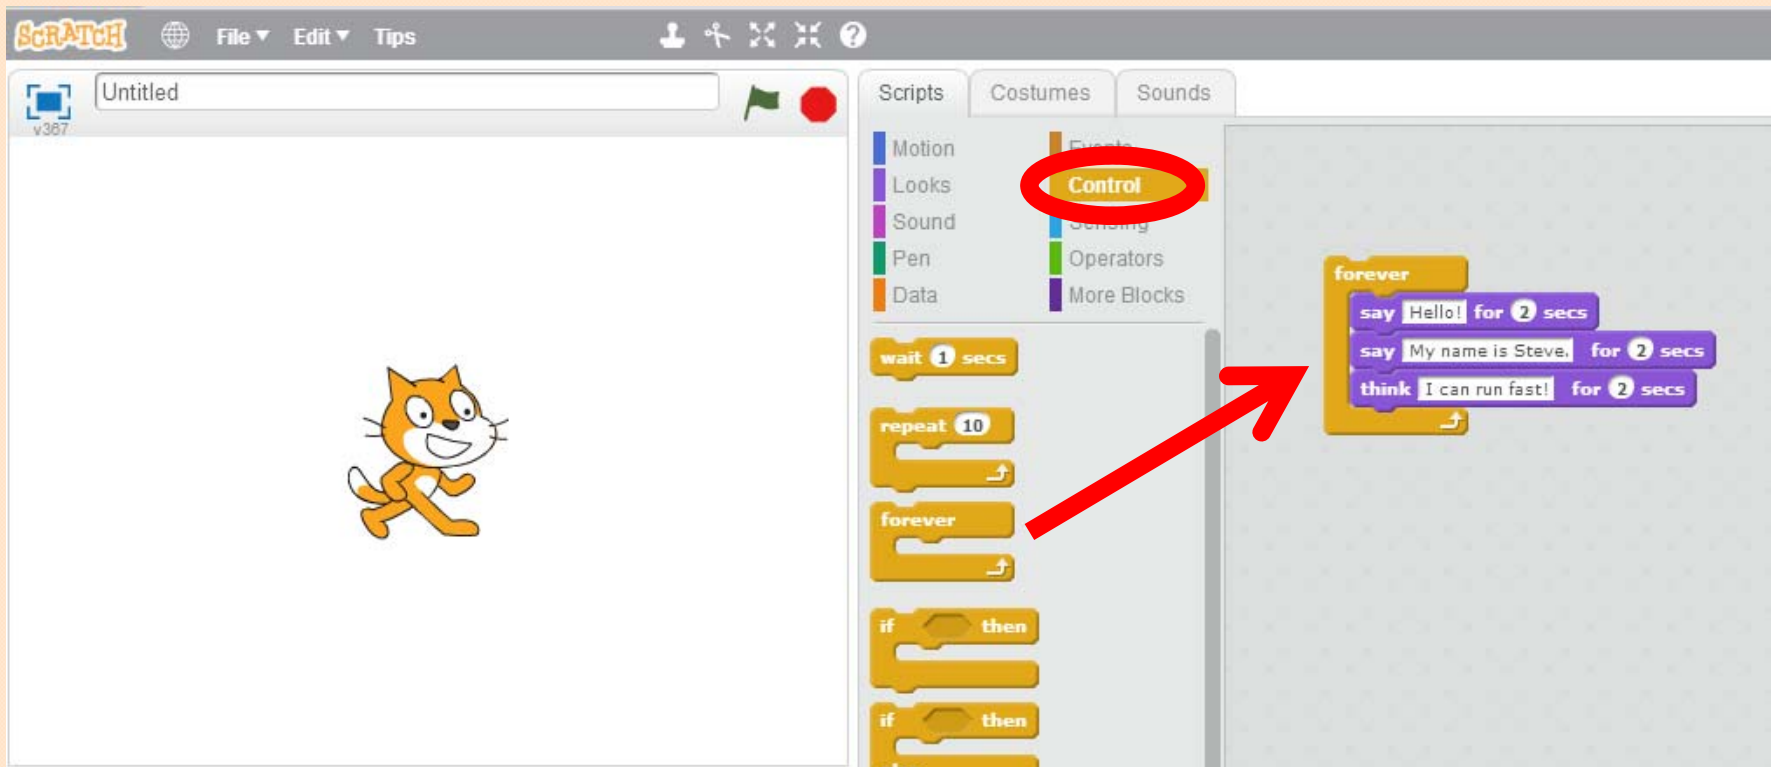 SCRATCH File Edit Tips
Untitled
v367
Scripts Costumes Sounds
Motion
Looks
Sound
Pen
Data
Events
Control
Sensing
Operators
More Blocks
wait 1 secs
repeat 10
forever
if then
if then
forever
say Hello! for 2 secs
say My name is Steve. for 2 secs
think I can run fast! for 2 secs